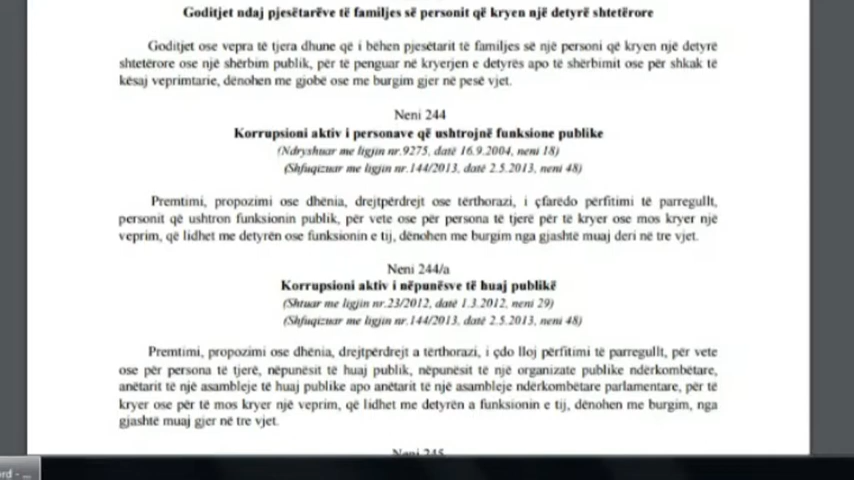 Goditjet ndaj pjesëtarëve të familjes së personit që kryen një detyrë shtetërore
Goditjet ose vepra të tjera dhune që i bëhen pjesëtarit të familjes së një personi që kryen një detyrë
shtetërore ose një shërbim publik, për të penguar në kryerjen e detyrës apo të shërbimit ose për shkak të
kësaj veprimtarie, dënohen me gjobë ose me burgim gjer në pesë vjet.
Neni 244
Korrupsioni aktiv i personave që ushtrojnë funksione publike
(Ndryshuar me ligjin nr.9275, datë 16.9.2004, neni 18)
(Shfuqizuar me ligjin nr.144/2013, datë 2.5.2013, neni 48)
Premtimi, propozimi ose dhënia, drejtpërdrejt ose tërthorazi, i çfarëdo përfitimi të parregullt,
personit që ushtron funksionin publik, për vete ose për persona të tjerë për të kryer ose mos kryer një
veprim, që lidhet me detyrën ose funksionin e tij, dënohen me burgim nga gjashtë muaj deri në tre vjet.
Neni 244/a
Korrupsioni aktiv i nëpunësve të huaj publikë
(Shtuar me ligjin nr.23/2012, datë 1.3.2012, neni 29)
(Shfuqizuar me ligjin nr.144/2013, datë 2.5.2013, neni 48)
Premtimi, propozimi ose dhënia, drejtpërdrejt a tërthorazi, i çdo lloj përfitimi të parregullt, për vete
ose për persona të tjerë, nëpunësit të huaj publik, nëpunësit të një organizate publike ndërkombëtare,
anëtarit të një asambleje të huaj publike apo anëtarit të një asambleje ndërkombëtare parlamentare, për të
kryer ose për të mos kryer një veprim, që lidhet me detyrën a funksionin e tij, dënohen me burgim, nga
gjashtë muaj gjer në tre vjet.
Neni 245
rd - ...